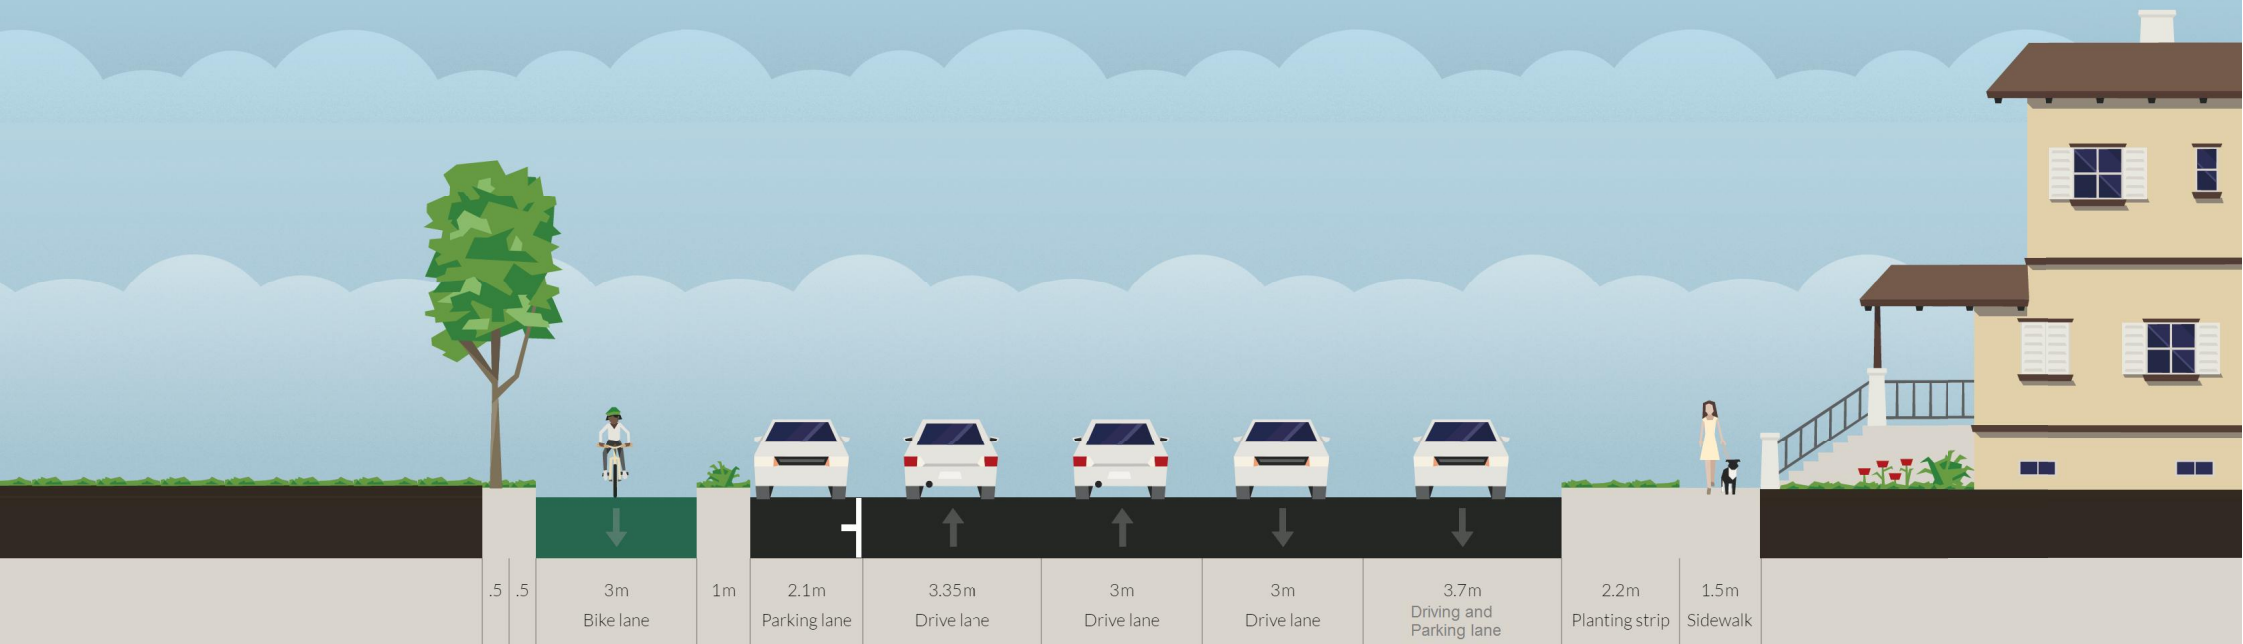 .5
.5
3m
Bike lane
1m
2.1m
Parking lane
3.35m
Drive lane
3m
Drive lane
3m
Drive lane
3.7m
Driving and
Parking lane
2.2m
Planting strip
1.5m
Sidewalk